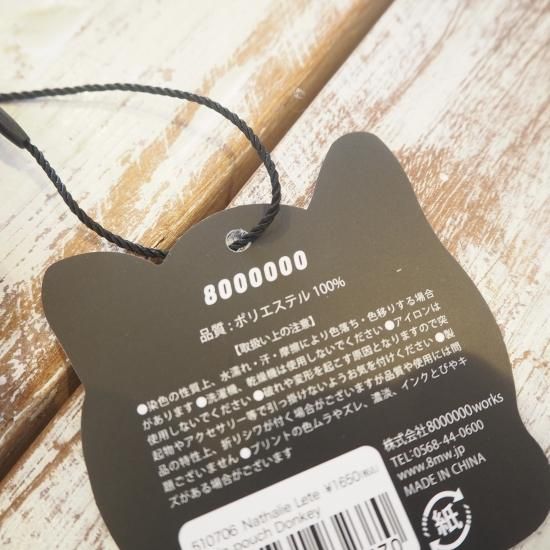 8000000
品質:ポリエステル 100%
【取扱い上の注意】
●染色の性質上、水濡れ・汗・摩擦により色落ち・色移りする場合
があります ●洗濯機、乾燥機は使用しないでください ●アイロンは
使用しないでください ●破れや変形を起こす原因となりますので突
起物やアクセサリー等で引っ掛けないようお気を付けください ●製
品の特性上、折りシワが付く場合がございますが品質や使用には問
題ございません ●プリントの色ムラやズレ、濃淡、インクとびやキ
ズがある場合がございます
株式会社8000000works
TEL:0568-44-0600
www.8mw.jp
MADE IN CHINA
紙
510706 Nathalie Lete ¥1650
pouch Donkey